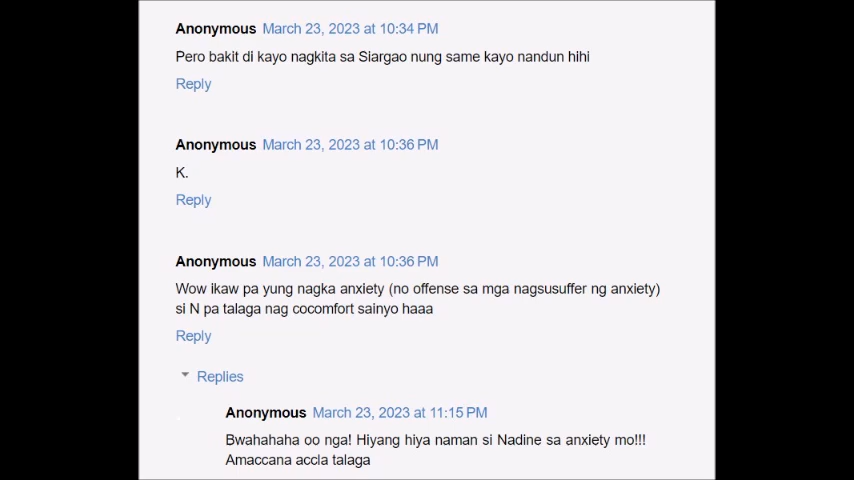 Anonymous March 23, 2023 at 10:34 PM
Pero bakit di kayo nagkita sa Siargao nung same kayo nandun hihi
Reply
Anonymous March 23, 2023 at 10:36 PM
K.
Reply
Anonymous March 23, 2023 at 10:36 PM
Wow ikaw pa yung nagka anxiety (no offense sa mga nagsusuffer ng anxiety)
si N pa talaga nag cocomfort sainyo haaa
Reply
Replies
Anonymous March 23, 2023 at 11:15 PM
Bwahahaha oo nga! Hiyang hiya naman si Nadine sa anxiety mo!!!
Amaccana accla talaga